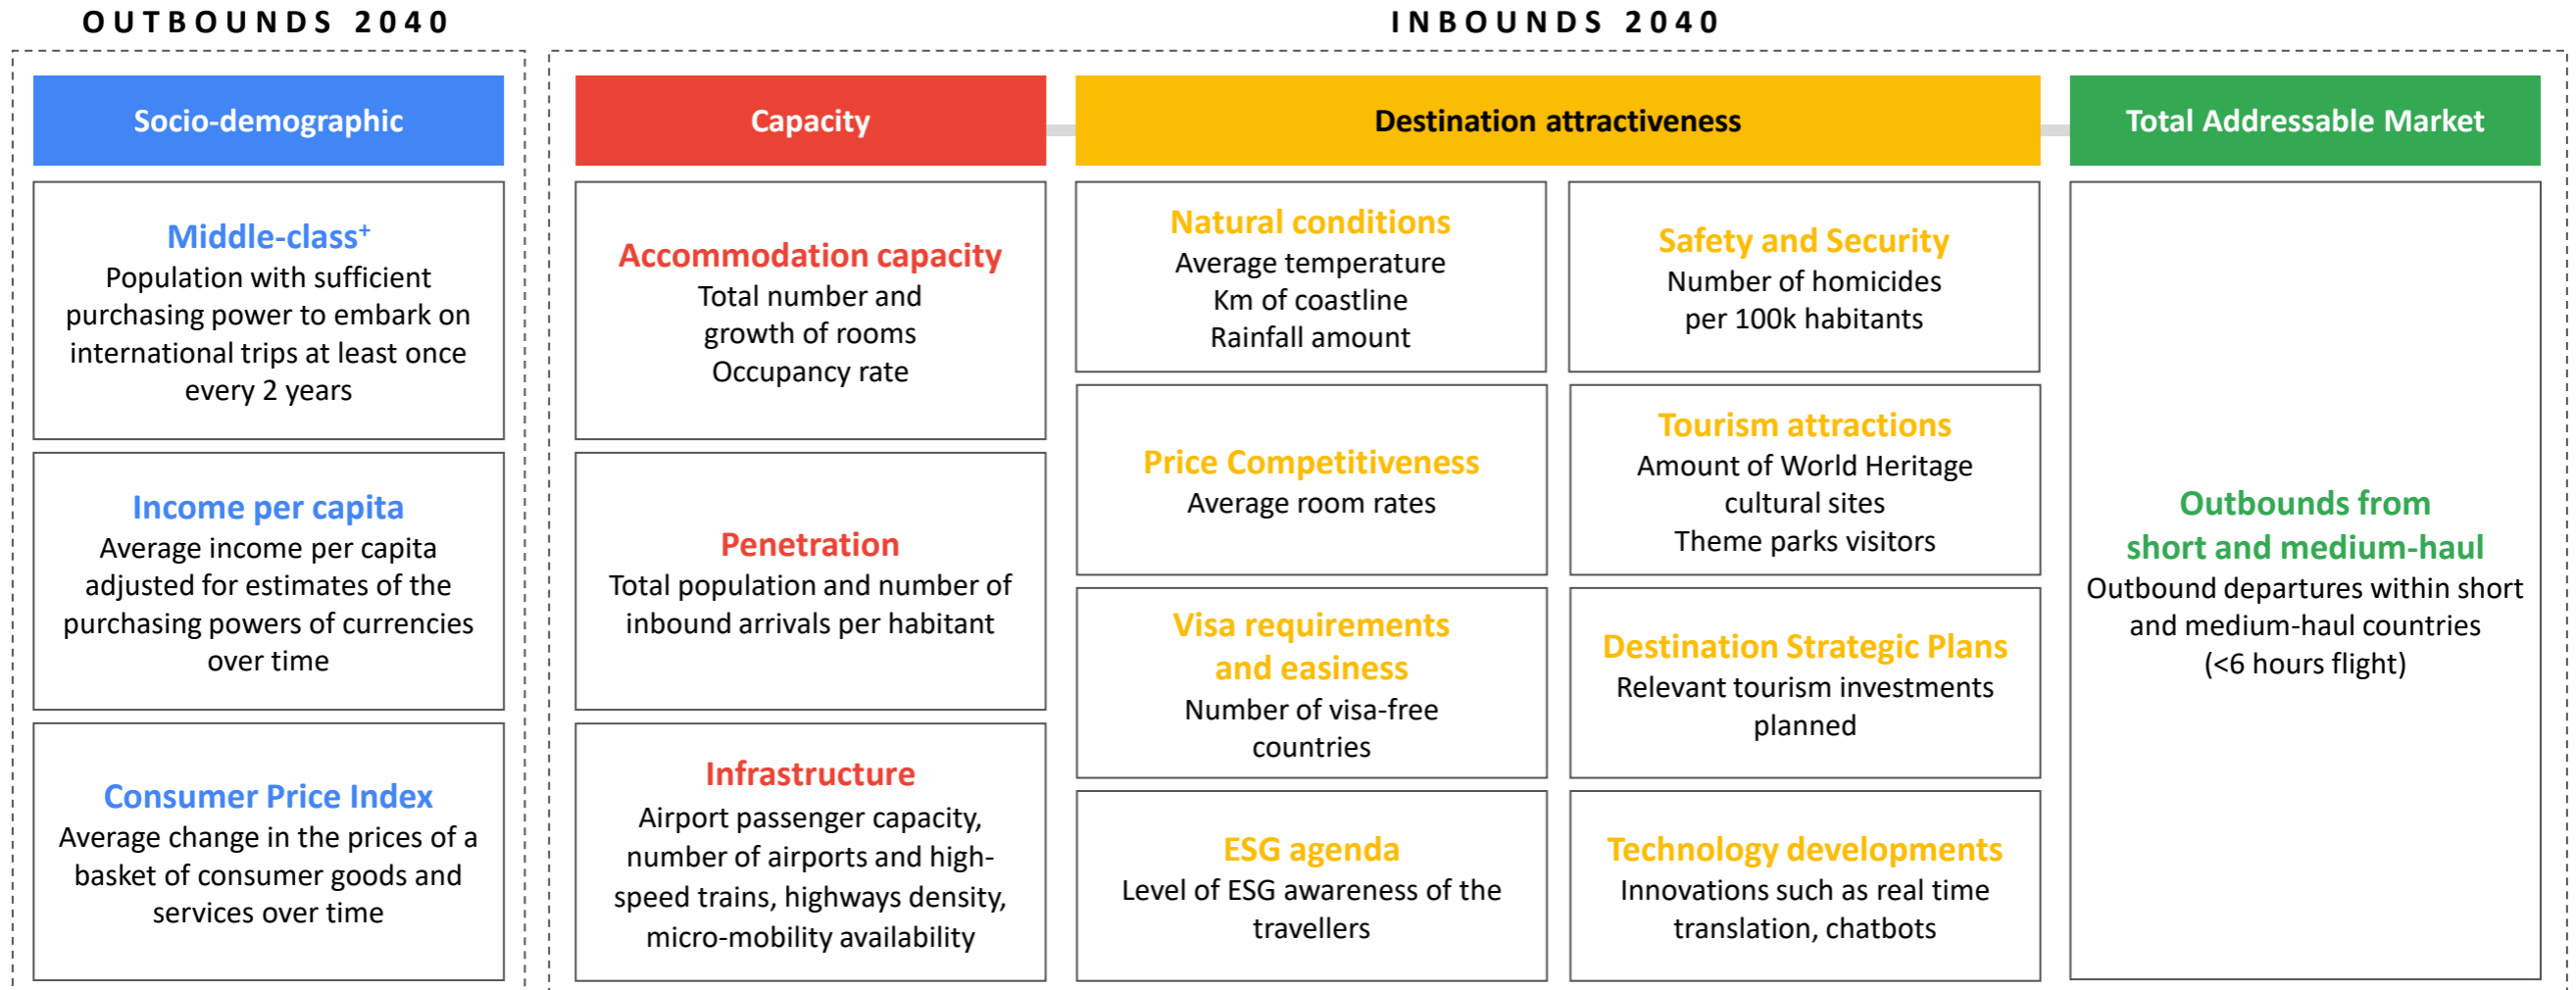 OUTBOUNDS 2040
INBOUNDS 2040
Socio-demographic
Middle-class⁺
Population with sufficient
purchasing power to embark on
international trips at least once
every 2 years
Income per capita
Average income per capita
adjusted for estimates of the
purchasing powers of currencies
over time
Consumer Price Index
Average change in the prices of a
basket of consumer goods and
services over time
Capacity
Accommodation capacity
Total number and
growth of rooms
Occupancy rate
Penetration
Total population and number of
inbound arrivals per habitant
Infrastructure
Airport passenger capacity,
number of airports and high-
speed trains, highways density,
micro-mobility availability
Destination attractiveness
Natural conditions
Average temperature
Km of coastline
Rainfall amount
Safety and Security
Number of homicides
per 100k habitants
Price Competitiveness
Average room rates
Tourism attractions
Amount of World Heritage
cultural sites
Theme parks visitors
Visa requirements
and easiness
Number of visa-free
countries
Destination Strategic Plans
Relevant tourism investments
planned
ESG agenda
Level of ESG awareness of the
travellers
Technology developments
Innovations such as real time
translation, chatbots
Total Addressable Market
Outbounds from
short and medium-haul
Outbound departures within short
and medium-haul countries
(<6 hours flight)